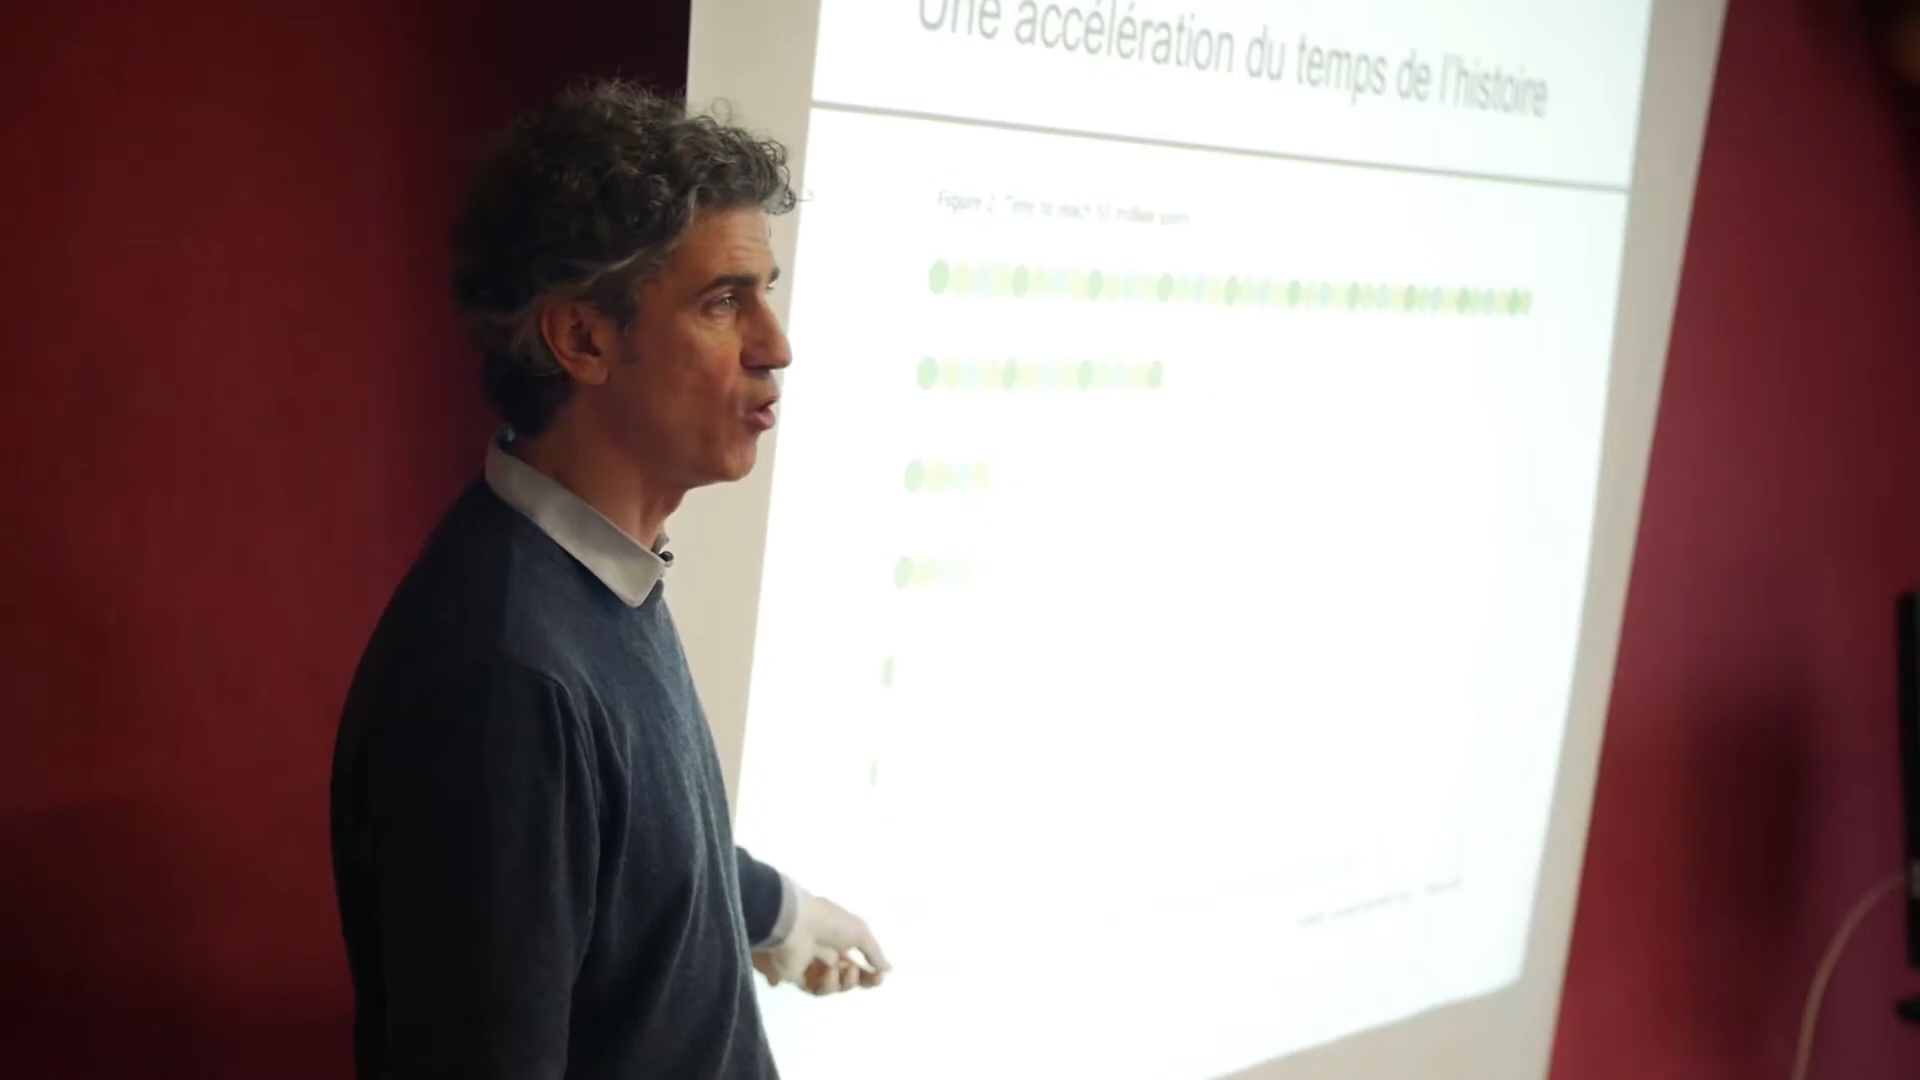 Une accélération du temps de l'histoire
Figure 2: Time to reach 50 million users